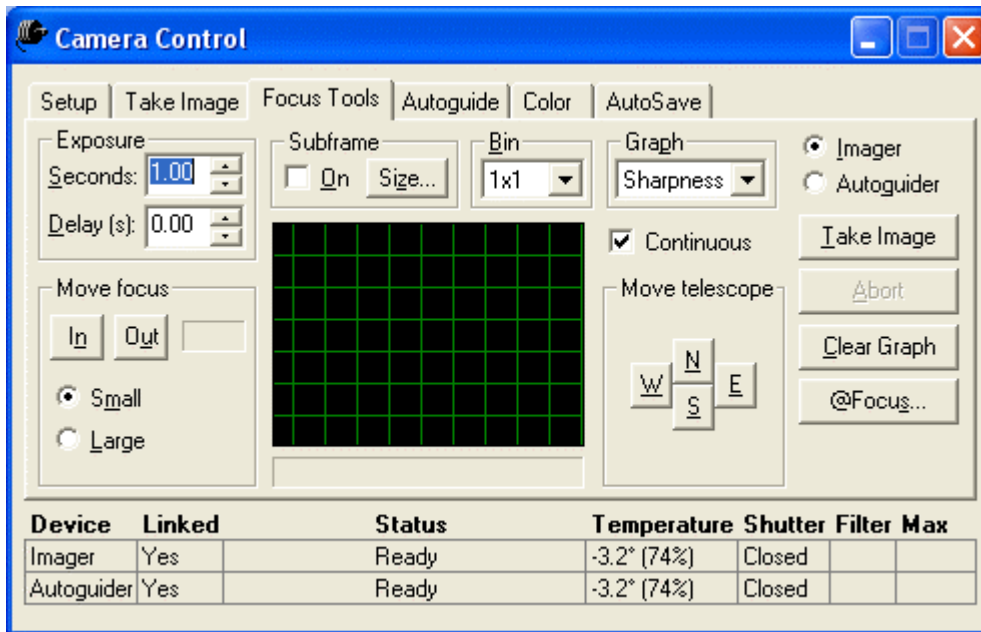 Camera Control
Setup Take Image Focus Tools Autoguide Color AutoSave
Exposure
Seconds: 1.00
Delay (s): 0.00
Subframe
On Size...
Bin
1x1
Graph
Sharpness
Imager
Autoguider
Continuous
Take Image
Abort
Clear Graph
@Focus...
Move focus
In Out
Small
Large
Move telescope
N
W E
S
Device Linked Status Temperature Shutter Filter Max
Imager Yes Ready -3.2° (74%) Closed
Autoguider Yes Ready -3.2° (74%) Closed